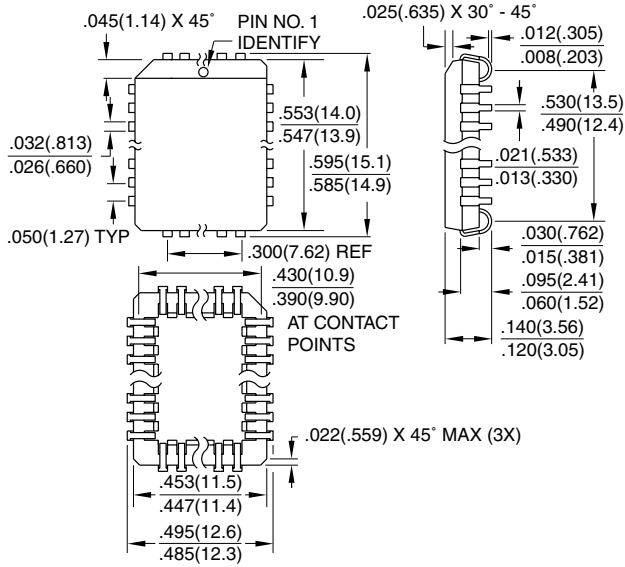 .045(1.14) X 45°
PIN NO. 1
IDENTIFY
.025(.635) X 30° - 45°
.012(.305)
.008(.203)
.553(14.0)
.547(13.9)
.530(13.5)
.490(12.4)
.032(.813)
.026(.660)
.595(15.1)
.585(14.9)
.021(.533)
.013(.330)
.050(1.27) TYP
.300(7.62) REF
.030(.762)
.015(.381)
.430(10.9)
.390(9.90)
AT CONTACT
POINTS
.095(2.41)
.060(1.52)
.140(3.56)
.120(3.05)
.022(.559) X 45° MAX (3X)
.453(11.5)
.447(11.4)
.495(12.6)
.485(12.3)